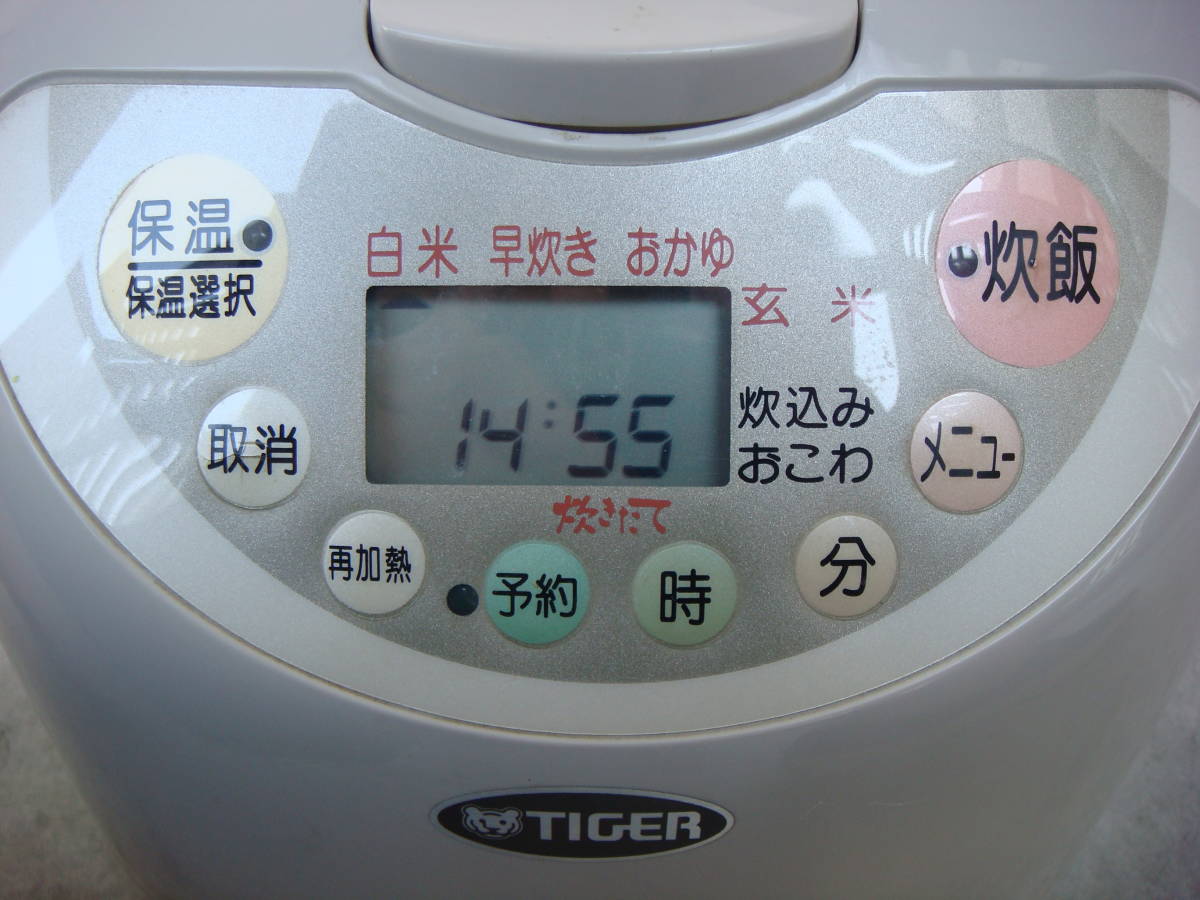 保温
保温選択
白米 早炊き おかゆ
炊飯
玄米
14:55
炊込み
おこわ
取消
メニュー
炊きたて
再加熱
予約
時
分
TIGER